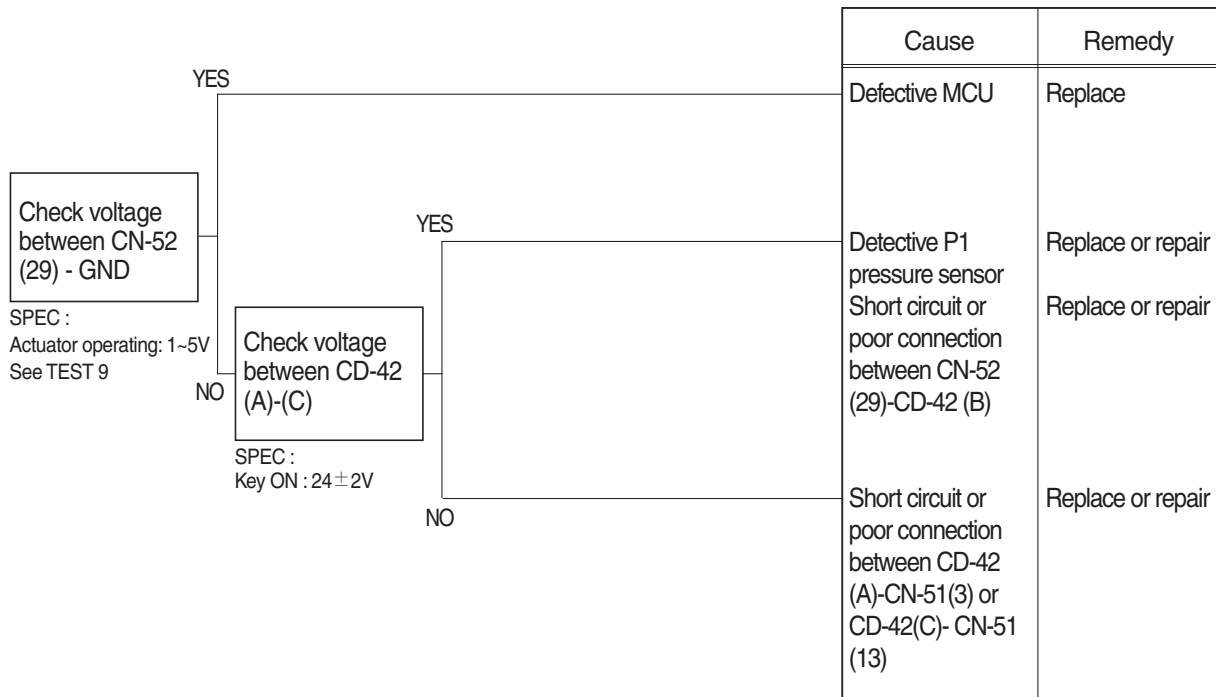 Cause
Remedy
YES
Defective MCU
Replace
Check voltage
between CN-52
(29) - GND
SPEC :
Actuator operating: 1~5V
See TEST 9
NO
YES
Detective P1
pressure sensor
Replace or repair
Short circuit or
poor connection
between CN-52
(29)-CD-42 (B)
Replace or repair
Check voltage
between CD-42
(A)-(C)
SPEC :
Key ON : 24±2V
NO
Short circuit or
poor connection
between CD-42
(A)-CN-51(3) or
CD-42(C)- CN-51
(13)
Replace or repair